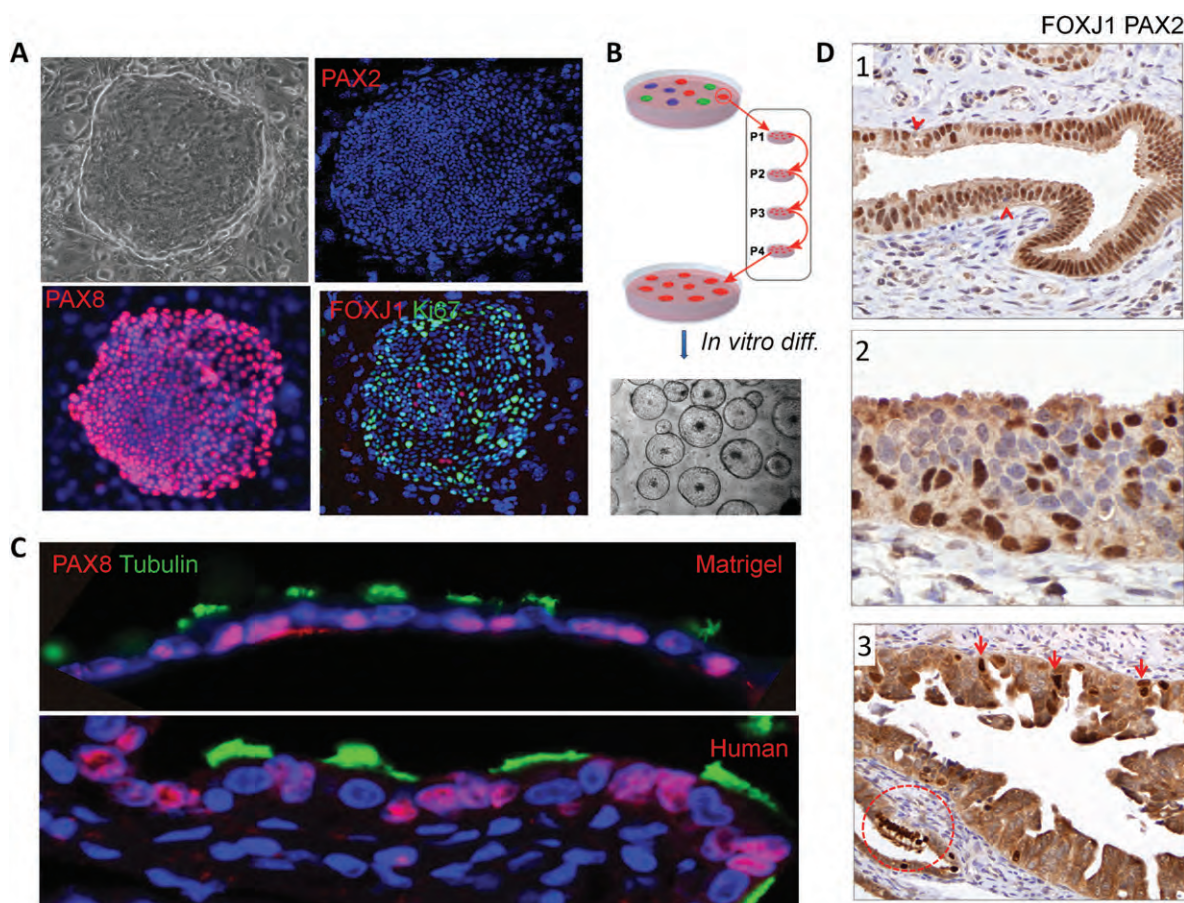 FOXJ1 PAX2
A
PAX2
PAX8
FOXJ1 Ki67
B
P1
P2
P3
P4
In vitro diff.
C
PAX8 Tubulin
Matrigel
Human
D
1
2
3